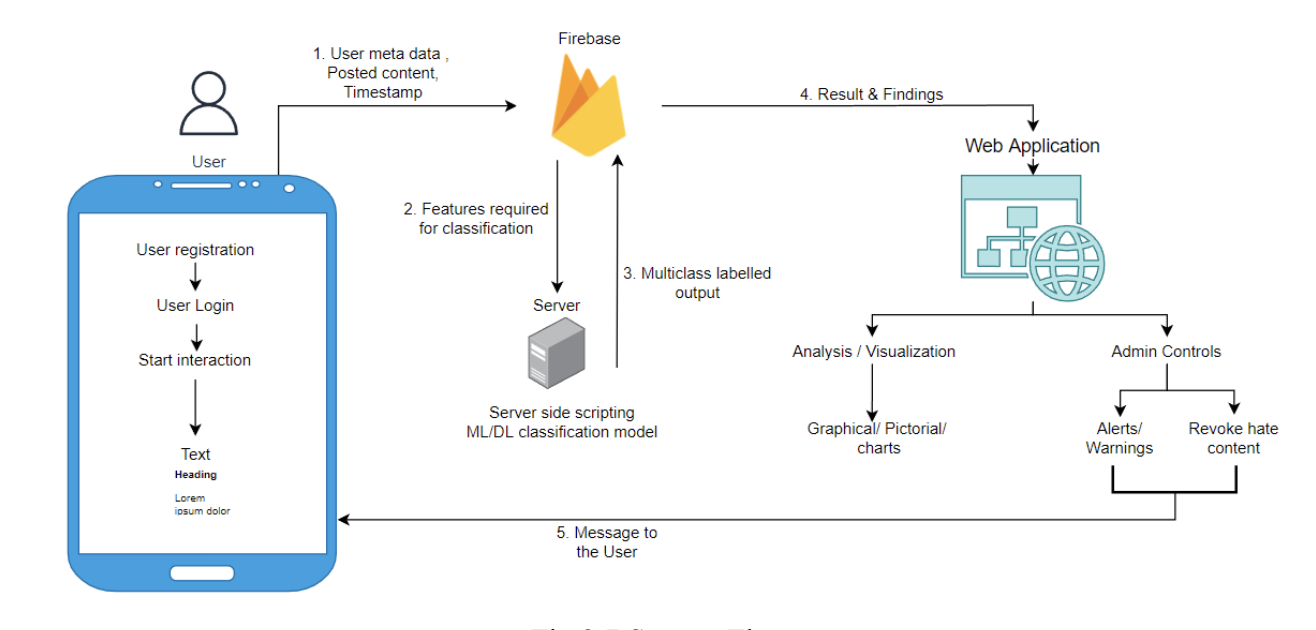 Firebase
1. User meta data ,
Posted content,
Timestamp
4. Result & Findings
User
Web Application
User registration
2. Features required
for classification
3. Multiclass labelled
output
User Login
Server
Start interaction
Analysis / Visualization
Admin Controls
Server side scripting
ML/DL classification model
Graphical/ Pictorial/
charts
Alerts/
Warnings
Revoke hate
content
Text
Heading
Lorem
ipsum dolor
5. Message to
the User